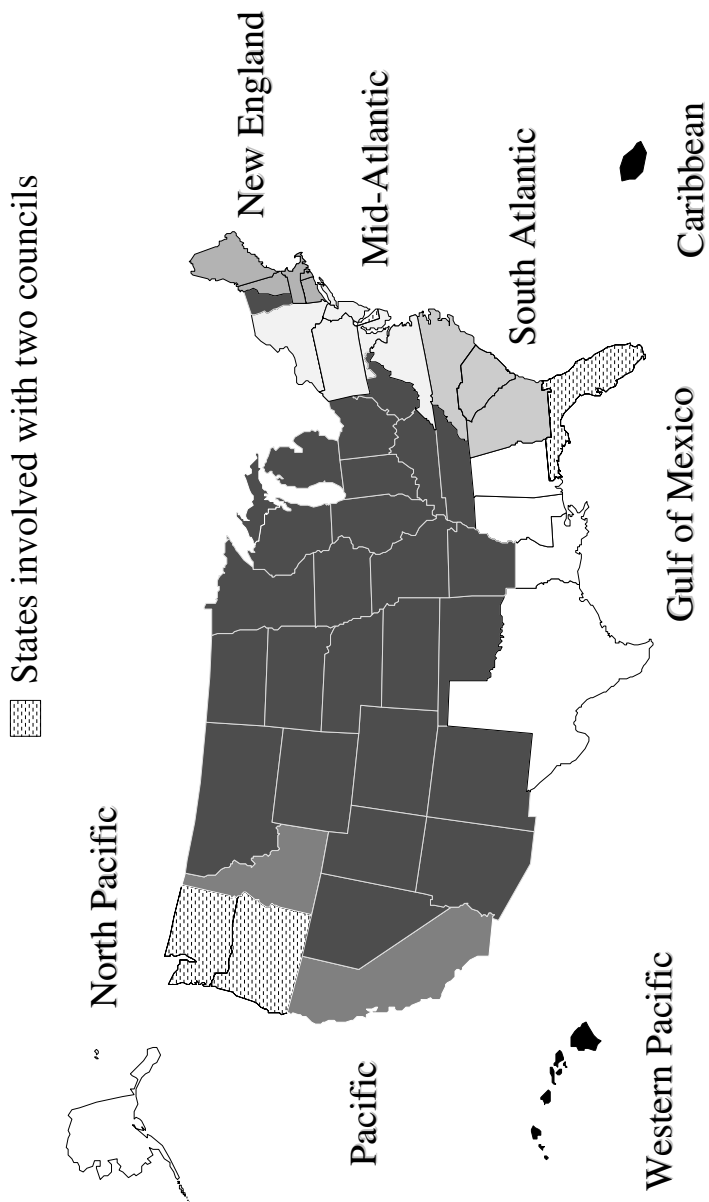 States involved with two councils
North Pacific
New England
Pacific
Mid-Atlantic
South Atlantic
Western Pacific
Gulf of Mexico
Caribbean